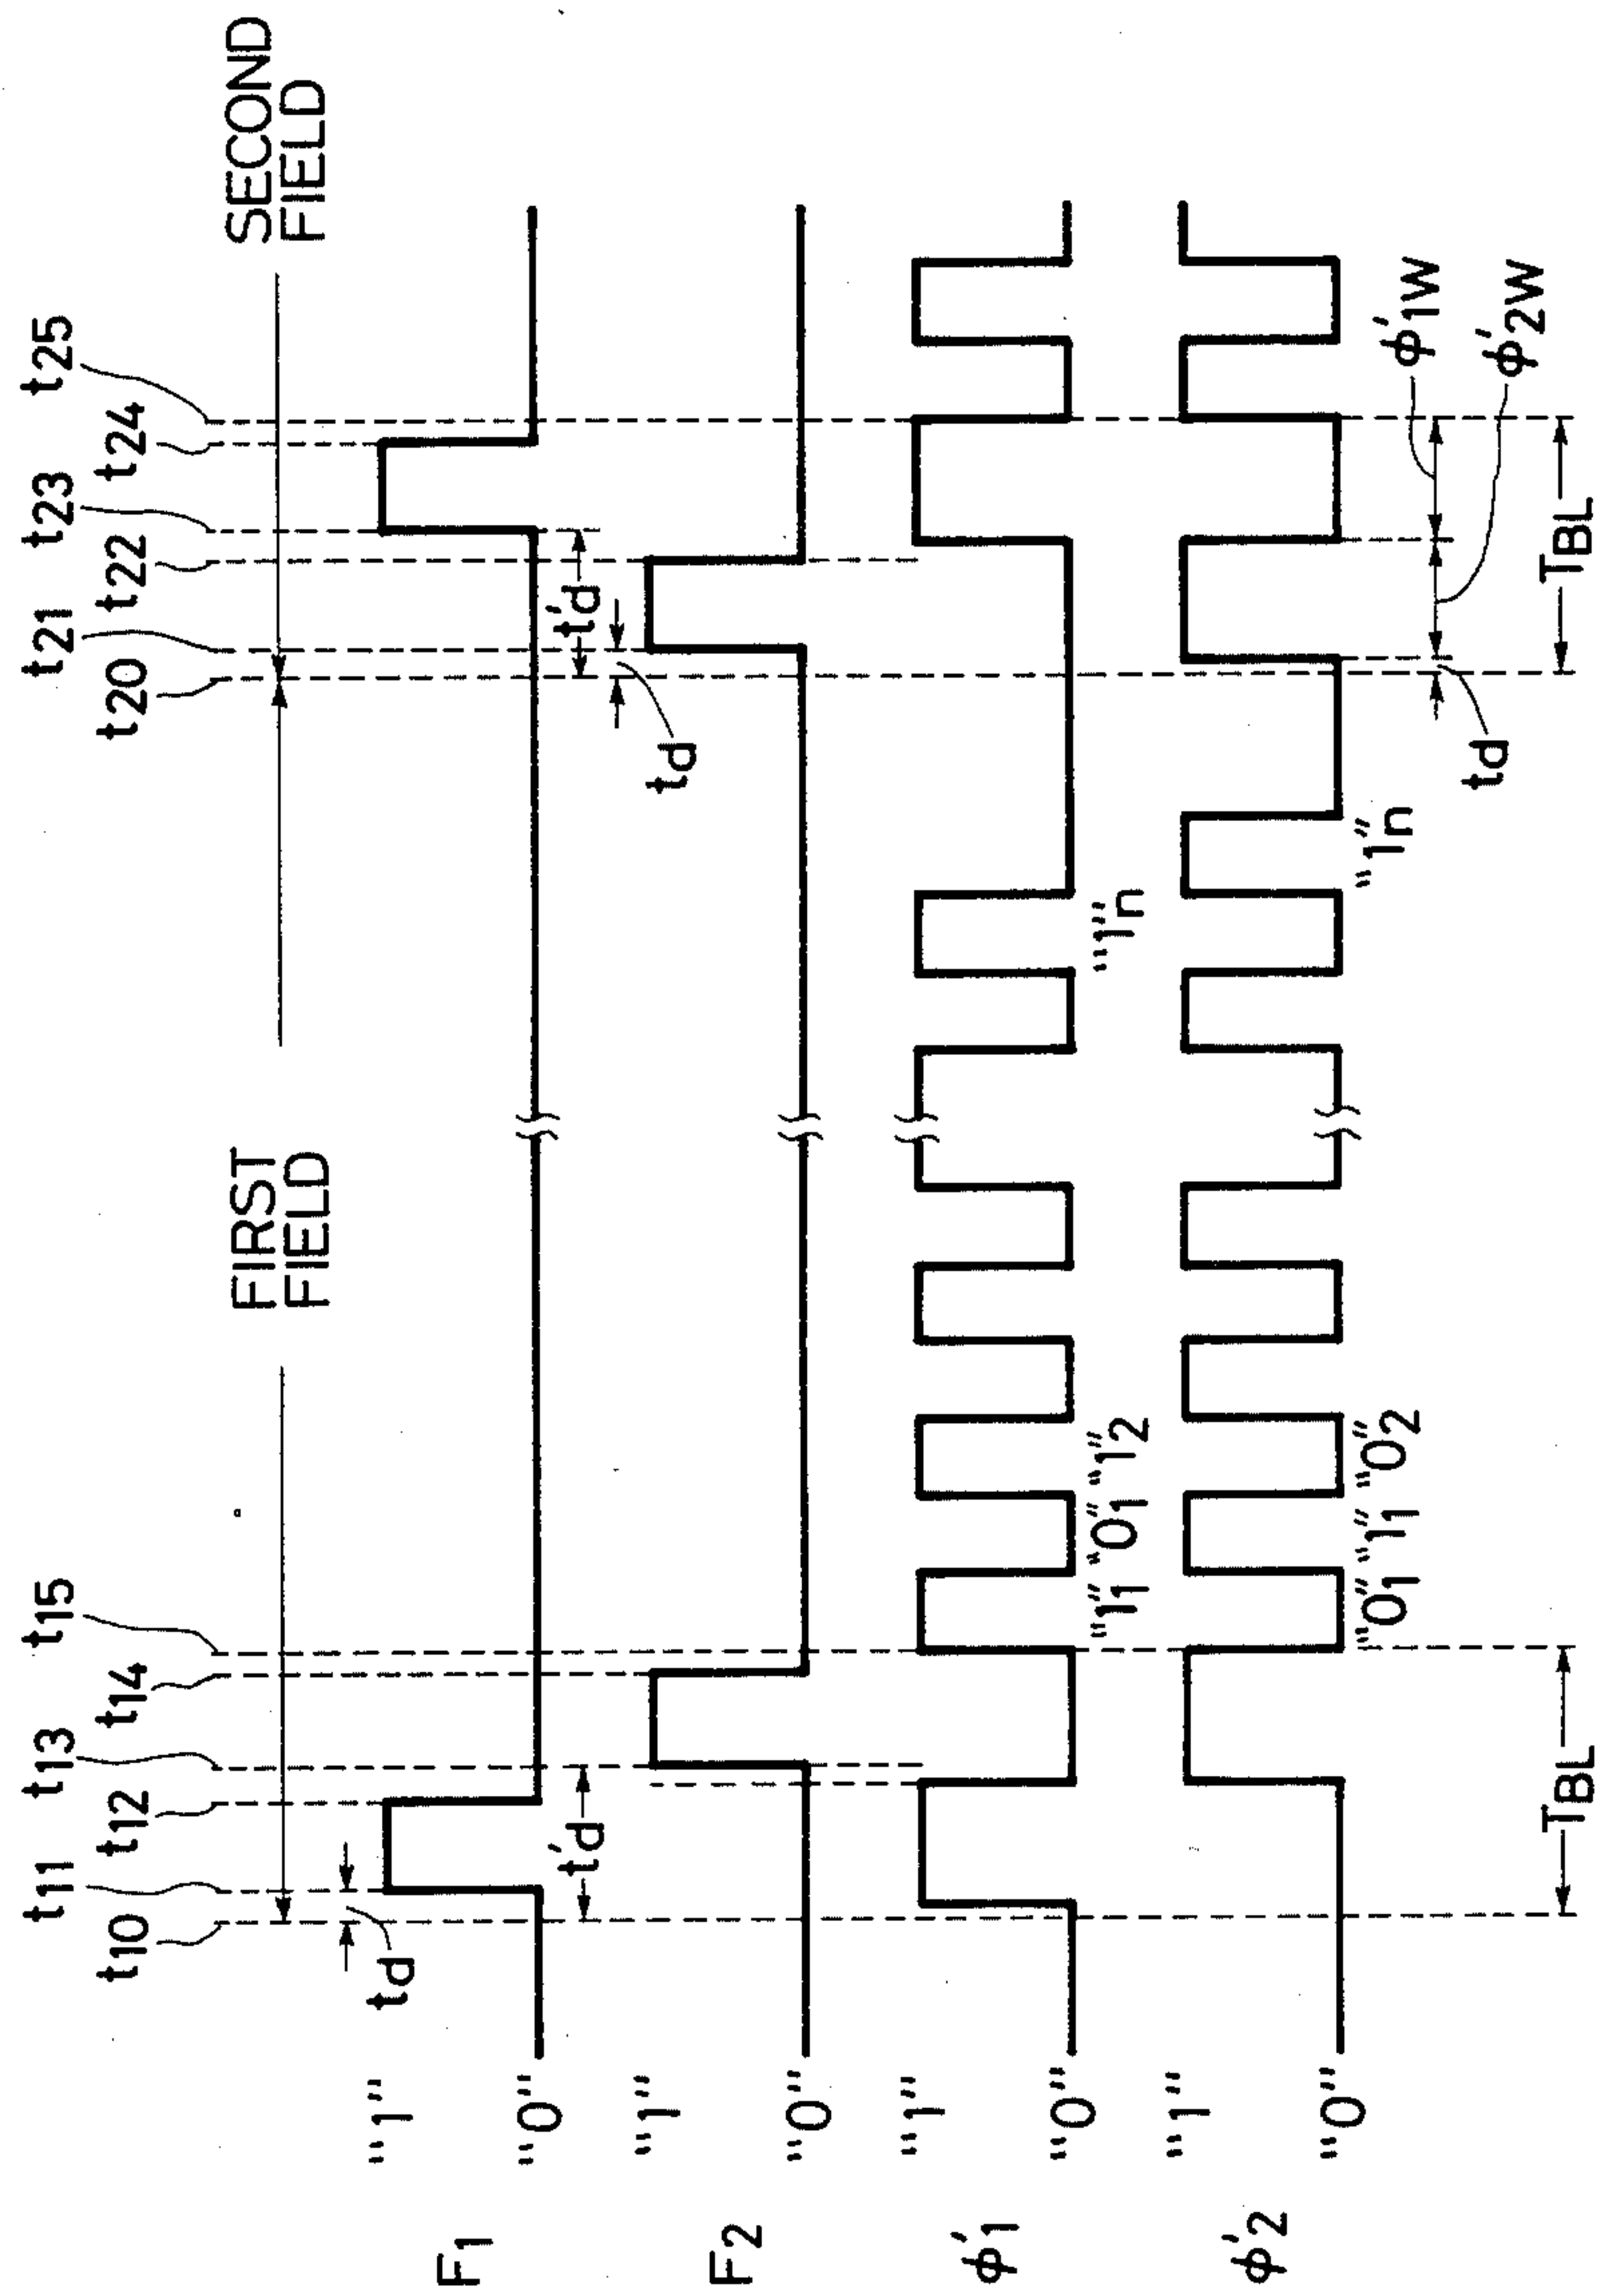 t10 t11 t12 t13 t14 t15 t20 t21 t22 t23 t24 t25
FIRST FIELD
SECOND FIELD
F1 "1" "0"
td
t'd
t'd
F2 "1" "0"
td
ϕ'1 "1" "0"
"1"1 "0"1 "1"2 "1"n
ϕ'2 "1" "0"
"0"1 "1"1 "0"2 "1"n
td
ϕ'1W
ϕ'2W
TBL
TBL